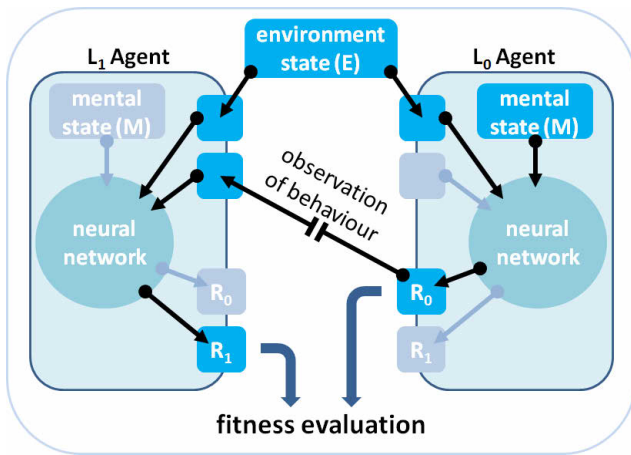 L1 Agent
environment
state (E)
L0 Agent
mental
state (M)
mental
state (M)
observation
of behaviour
neural
network
neural
network
R0
R0
R1
R1
fitness evaluation